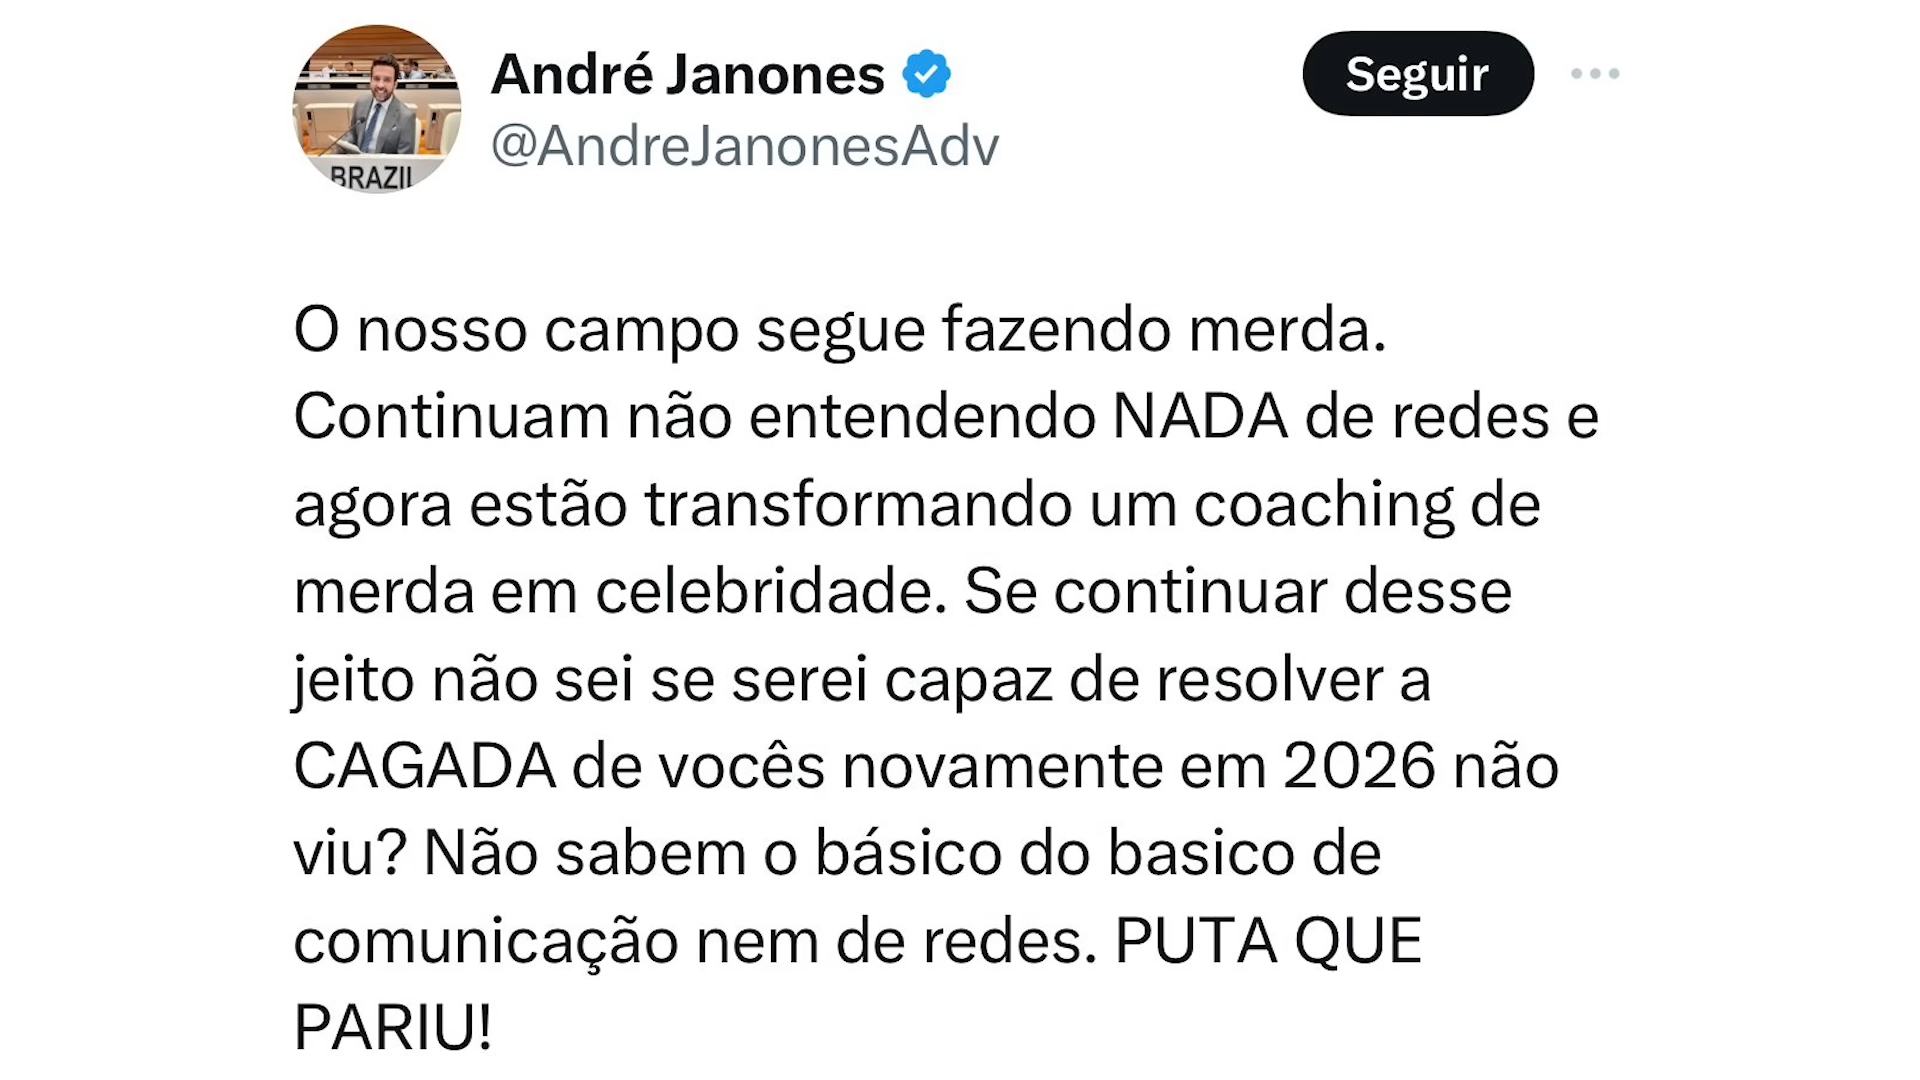 André Janones
Seguir
@AndreJanonesAdv
BRAZIL
O nosso campo segue fazendo merda.
Continuam não entendendo NADA de redes e
agora estão transformando um coaching de
merda em celebridade. Se continuar desse
jeito não sei se serei capaz de resolver a
CAGADA de vocês novamente em 2026 não
viu? Não sabem o básico do basico de
comunicação nem de redes. PUTA QUE
PARIU!